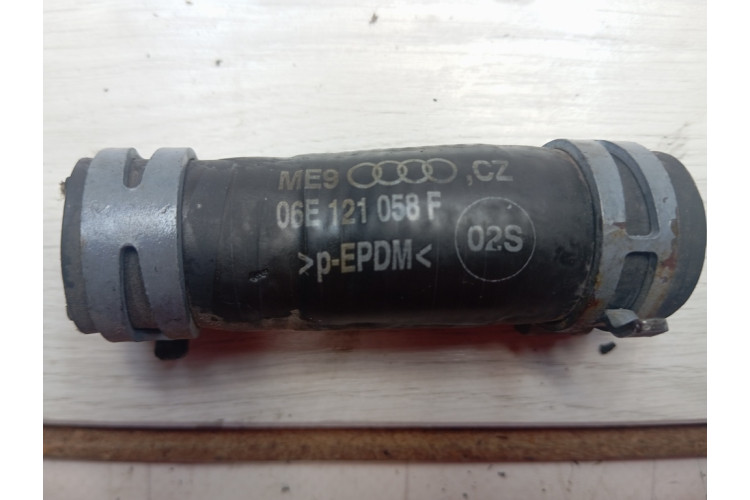 ME9 ,CZ
06E 121 058 F
>p-EPDM<
02S